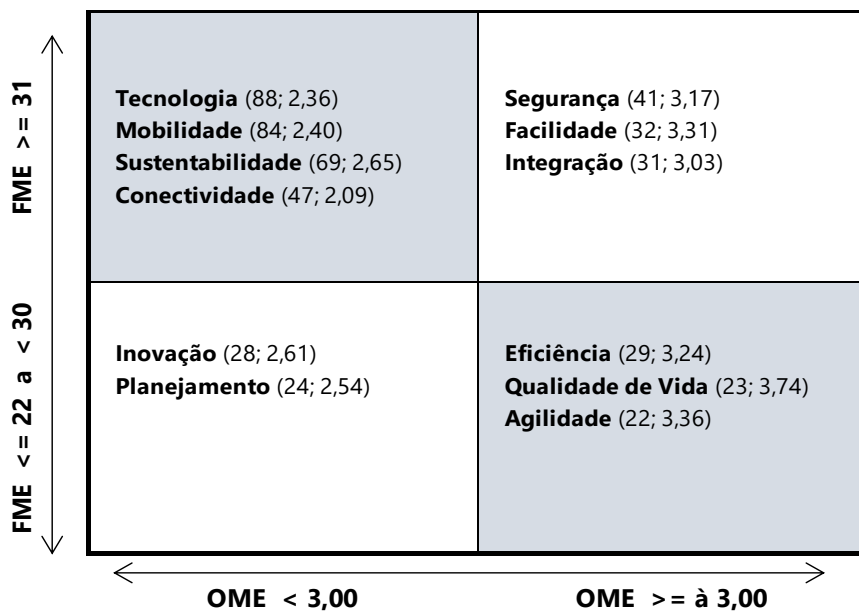 FME >= 31
Tecnologia (88; 2,36)
Mobilidade (84; 2,40)
Sustentabilidade (69; 2,65)
Conectividade (47; 2,09)
Segurança (41; 3,17)
Facilidade (32; 3,31)
Integração (31; 3,03)
FME <= 22 a < 30
Inovação (28; 2,61)
Planejamento (24; 2,54)
Eficiência (29; 3,24)
Qualidade de Vida (23; 3,74)
Agilidade (22; 3,36)
OME < 3,00
OME >= à 3,00